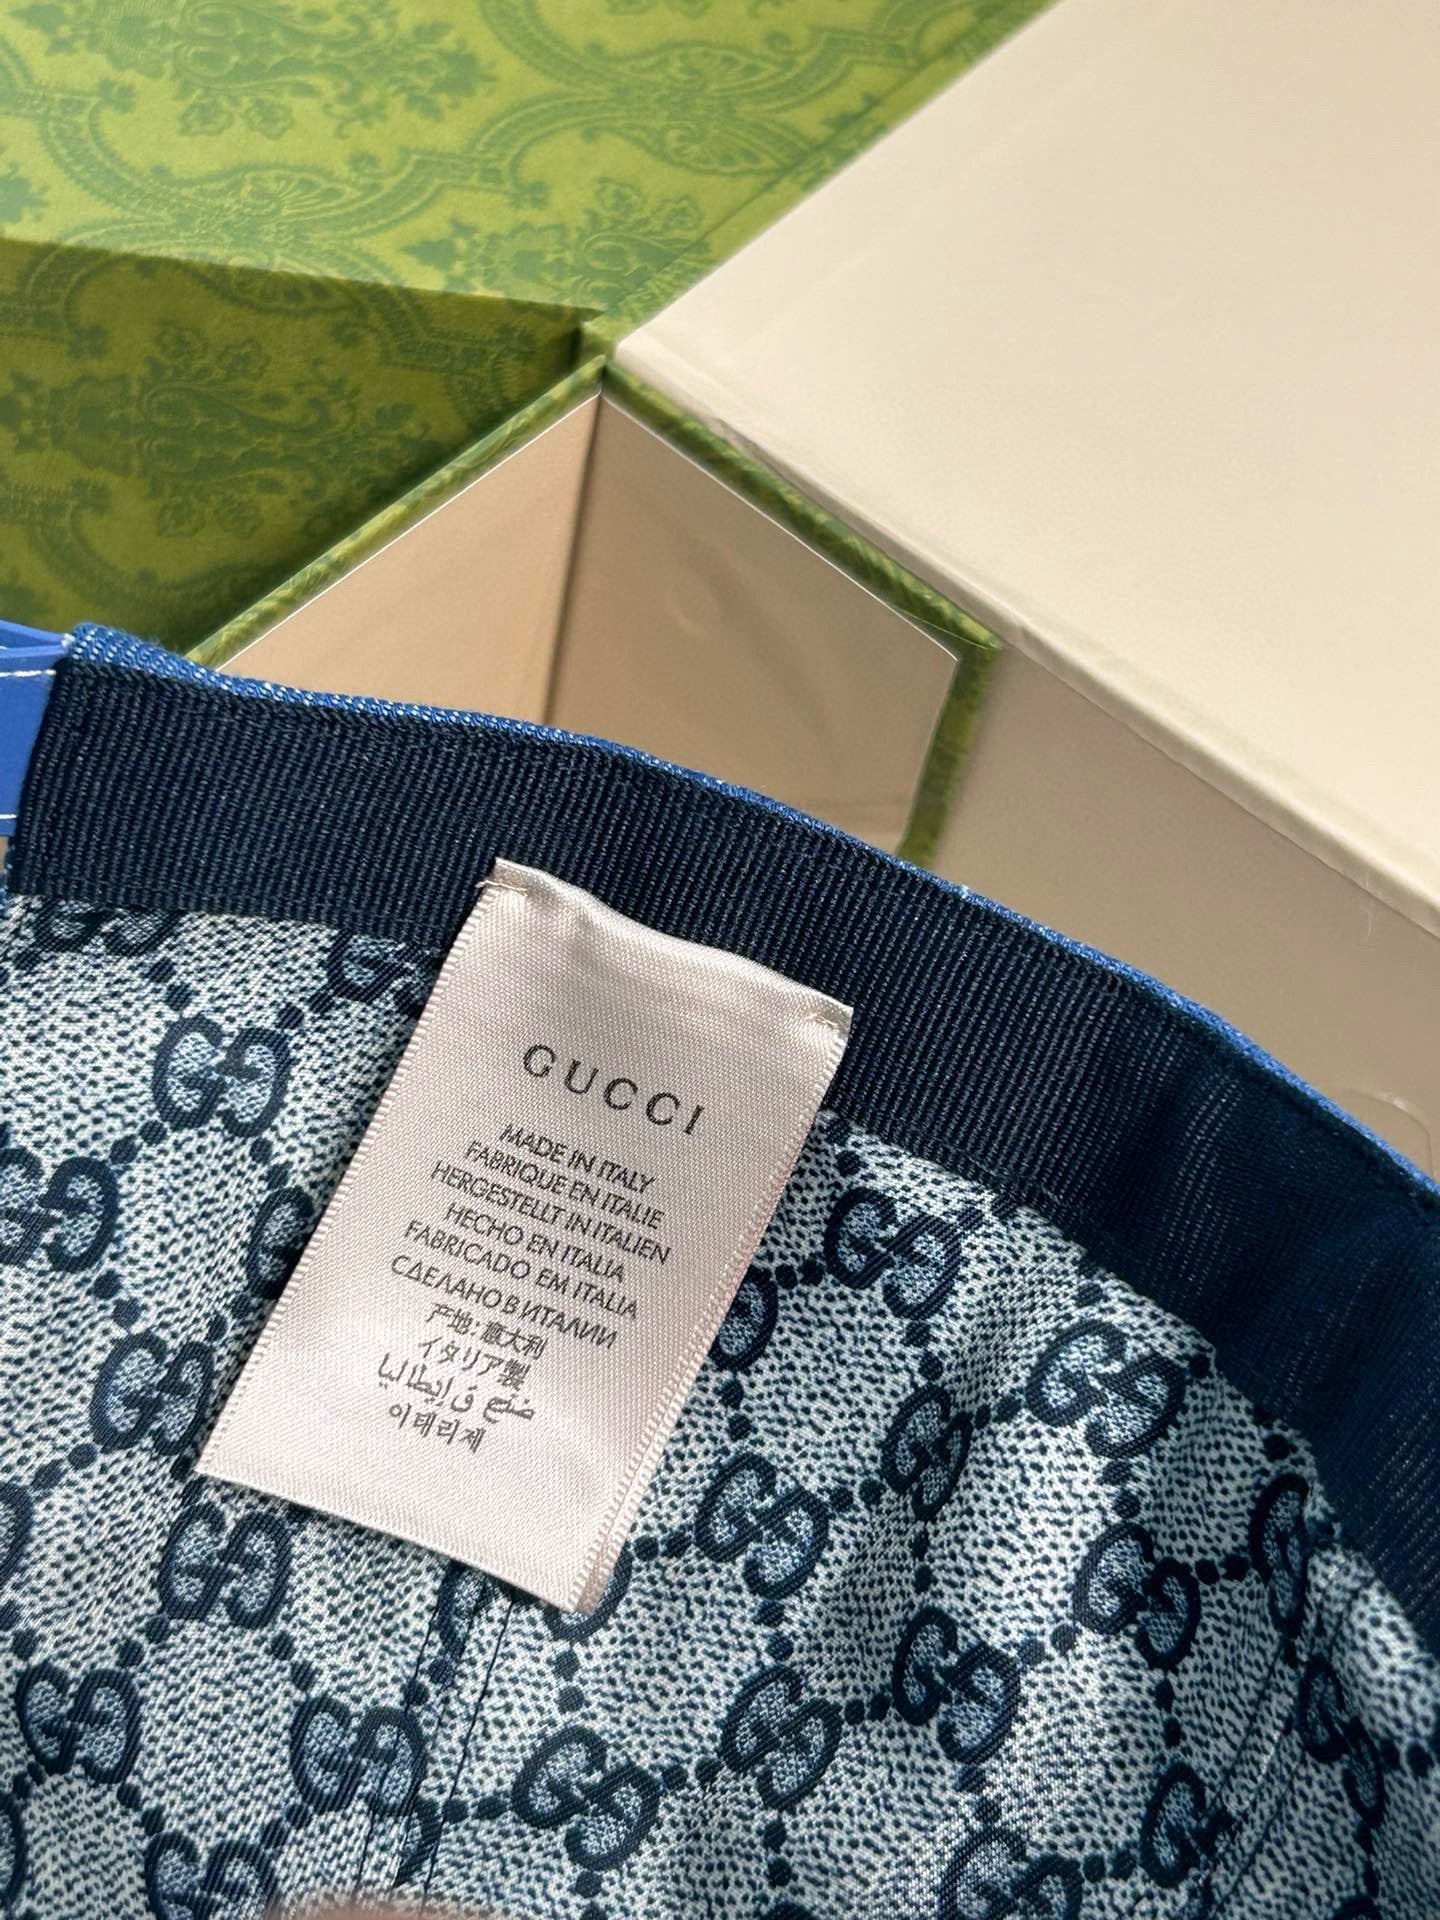 GUCCI
MADE IN ITALY
FABRIQUE EN ITALIE
HERGESTELLT IN ITALIEN
HECHO EN ITALIA
FABRICADO EM ITALIA
СДЕЛАНО В ИТАЛИИ
产地:意大利
イタリア製
صنع في إيطاليا
이태리제